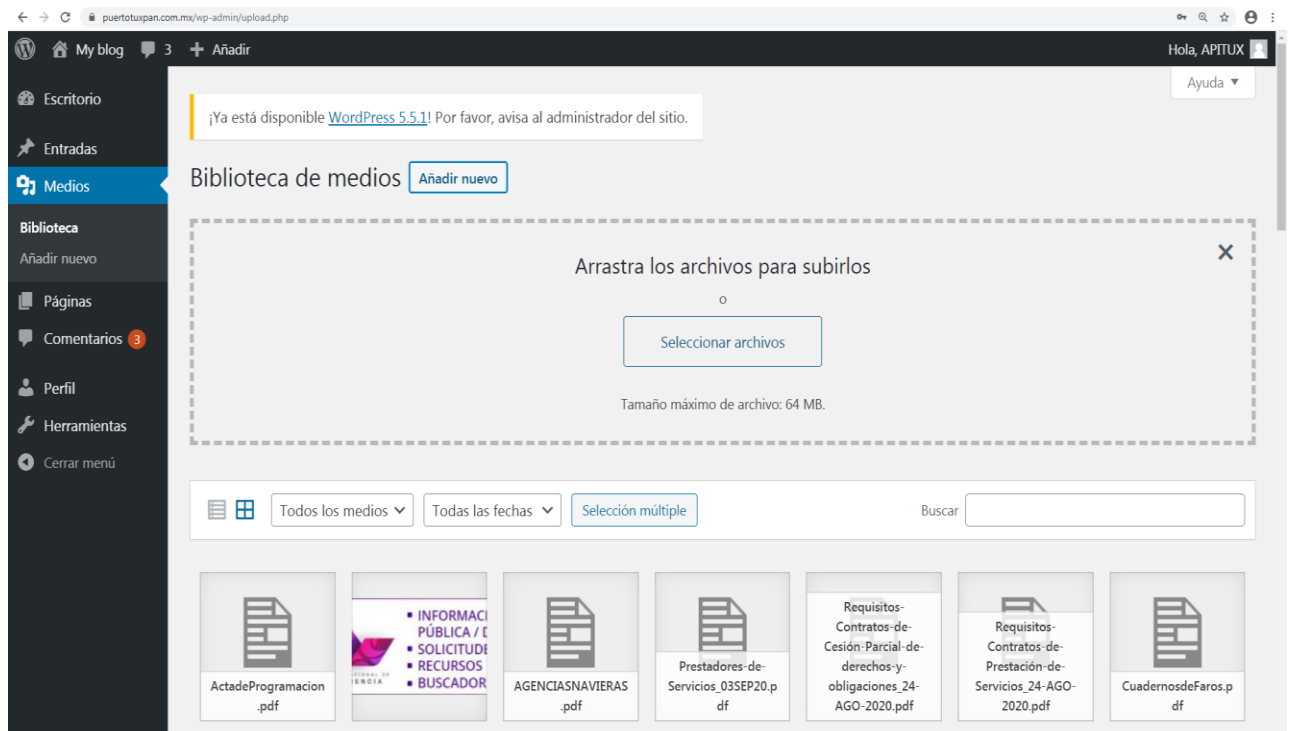 puertotuxpan.com.mx/wp-admin/upload.php
My blog 3 + Añadir
Hola, APITUX
Ayuda
Escritorio
Entradas
Medios
Biblioteca
Añadir nuevo
Páginas
Comentarios 3
Perfil
Herramientas
Cerrar menú
¡Ya está disponible WordPress 5.5.1! Por favor, avisa al administrador del sitio.
Biblioteca de medios Añadir nuevo
Arrastra los archivos para subirlos
o
Seleccionar archivos
Tamaño máximo de archivo: 64 MB.
Todos los medios Todas las fechas Selección múltiple Buscar
ActadeProgramacion
.pdf
▪ INFORMACI
PÚBLICA / D
▪ SOLICITUDE
▪ RECURSOS
▪ BUSCADOR
AGENCIASNAVIERAS
.pdf
Prestadores-de-
Servicios_03SEP20.p
df
Requisitos-
Contratos-de-
Cesión-Parcial-de-
derechos-y-
obligaciones_24-
AGO-2020.pdf
Requisitos-
Contratos-de-
Prestación-de-
Servicios_24-AGO-
2020.pdf
CuadernosdeFaros.p
df